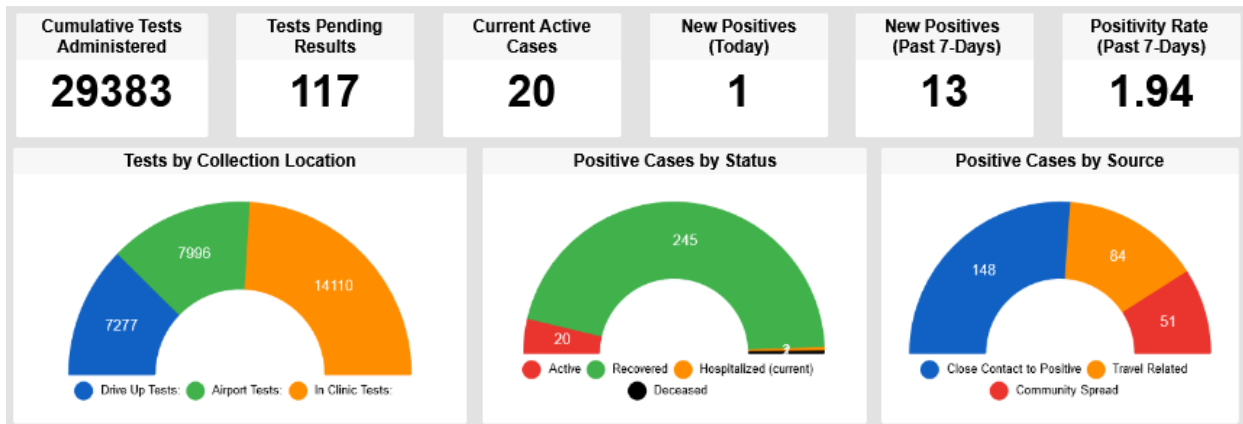 Cumulative Tests
Administered
29383
Tests Pending
Results
117
Current Active
Cases
20
New Positives
(Today)
1
New Positives
(Past 7-Days)
13
Positivity Rate
(Past 7-Days)
1.94
Tests by Collection Location
7277
7996
14110
Drive Up Tests:
Airport Tests:
In Clinic Tests:
Positive Cases by Status
20
245
Active
Recovered
Hospitalized (current)
Deceased
Positive Cases by Source
148
84
51
Close Contact to Positive
Travel Related
Community Spread